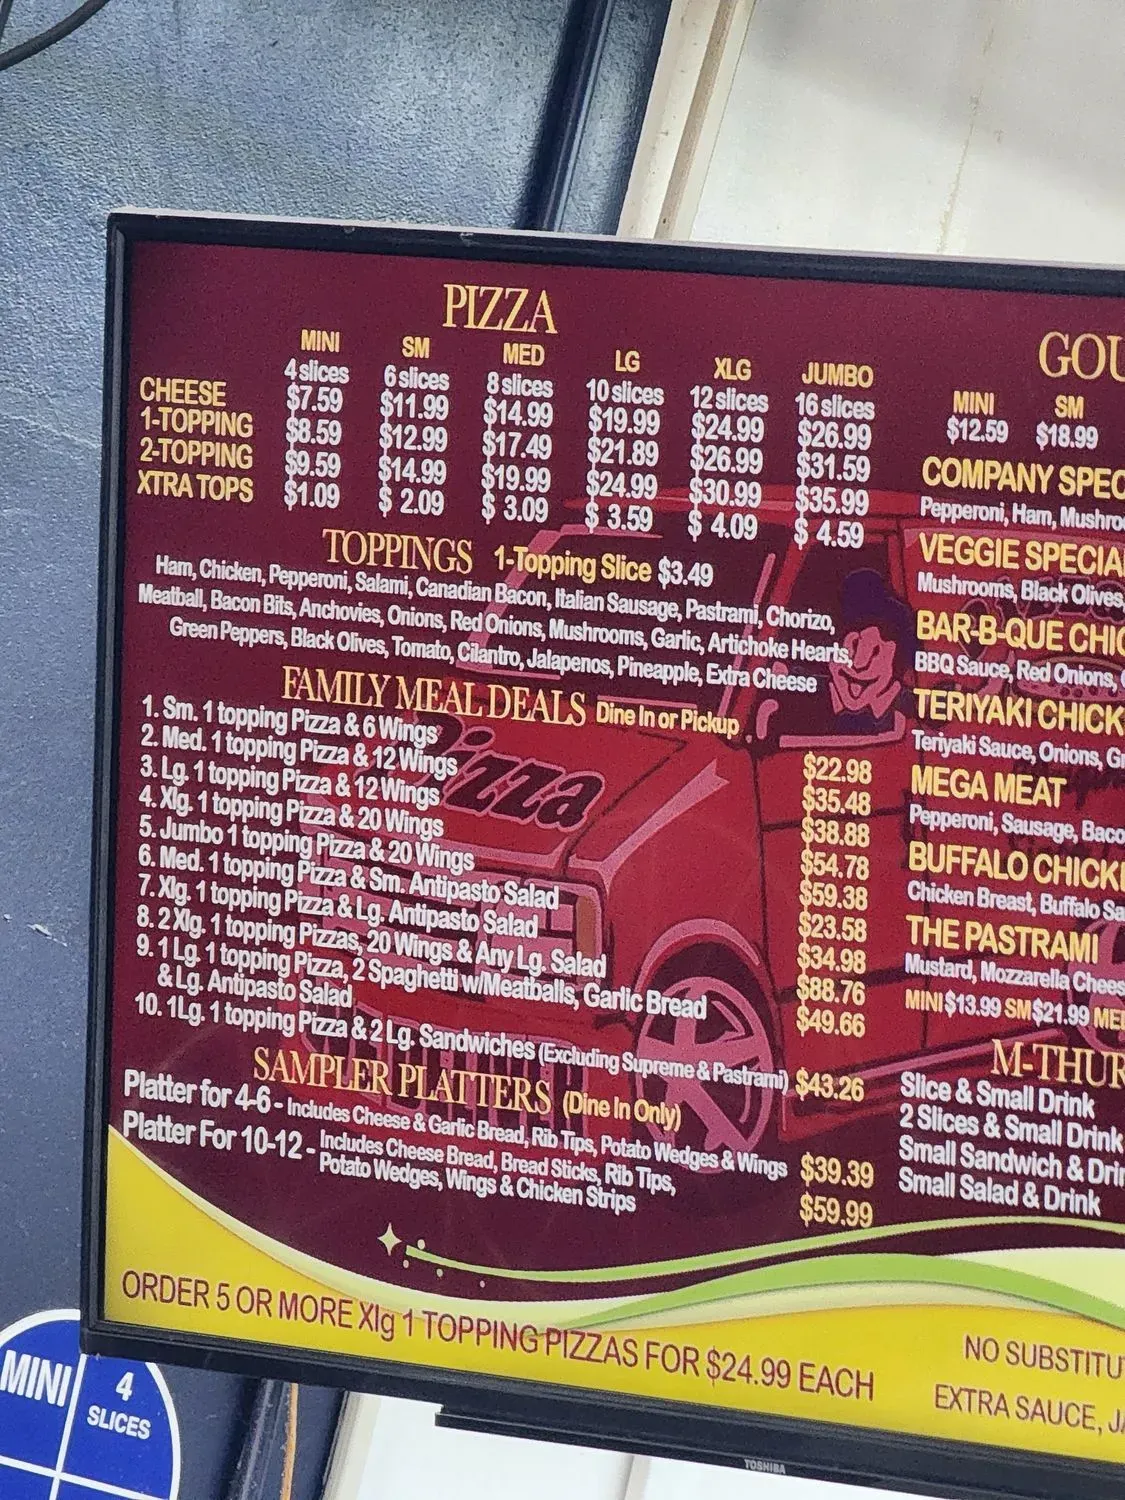 PIZZA
MINI SM MED LG XLG JUMBO
4 slices 6 slices 8 slices 10 slices 12 slices 16 slices
CHEESE $7.59 $11.99 $14.99 $19.99 $24.99 $26.99
1-TOPPING $8.59 $12.99 $17.49 $21.89 $26.99 $31.59
2-TOPPING $9.59 $14.99 $19.99 $24.99 $30.99 $35.99
XTRA TOPS $1.09 $ 2.09 $ 3.09 $ 3.59 $ 4.09 $ 4.59
TOPPINGS 1-Topping Slice $3.49
Ham, Chicken, Pepperoni, Salami, Canadian Bacon, Italian Sausage, Pastrami, Chorizo,
Meatball, Bacon Bits, Anchovies, Onions, Red Onions, Mushrooms, Garlic, Artichoke Hearts,
Green Peppers, Black Olives, Tomato, Cilantro, Jalapenos, Pineapple, Extra Cheese
FAMILY MEAL DEALS Dine In or Pickup
1. Sm. 1 topping Pizza & 6 Wings $22.98
2. Med. 1 topping Pizza & 12 Wings $35.48
3. Lg. 1 topping Pizza & 12 Wings $38.88
4. Xlg. 1 topping Pizza & 20 Wings $54.78
5. Jumbo 1 topping Pizza & 20 Wings $59.38
6. Med. 1 topping Pizza & Sm. Antipasto Salad $23.58
7. Xlg. 1 topping Pizza & Lg. Antipasto Salad $34.98
8. 2 Xlg. 1 topping Pizzas, 20 Wings & Any Lg. Salad $88.76
9. 1 Lg. 1 topping Pizza, 2 Spaghetti w/Meatballs, Garlic Bread $49.66
& Lg. Antipasto Salad
10. 1Lg. 1 topping Pizza & 2 Lg. Sandwiches (Excluding Supreme & Pastrami) $43.26
SAMPLER PLATTERS (Dine In Only)
Platter for 4-6 - Includes Cheese & Garlic Bread, Rib Tips, Potato Wedges & Wings $39.39
Platter For 10-12 - Includes Cheese Bread, Bread Sticks, Rib Tips,
Potato Wedges, Wings & Chicken Strips $59.99
ORDER 5 OR MORE Xlg 1 TOPPING PIZZAS FOR $24.99 EACH
Pizza
GOU
MINI SM
$12.59 $18.99
COMPANY SPEC
Pepperoni, Ham, Mushro
VEGGIE SPECIA
Mushrooms, Black Olives,
BAR-B-QUE CHIC
BBQ Sauce, Red Onions,
TERIYAKI CHICK
Teriyaki Sauce, Onions, Gr
MEGA MEAT
Pepperoni, Sausage, Baco
BUFFALO CHICKE
Chicken Breast, Buffalo Sa
THE PASTRAMI
Mustard, Mozzarella Chees
MINI $13.99 SM $21.99 MED
M-THUR
Slice & Small Drink
2 Slices & Small Drink
Small Sandwich & Drin
Small Salad & Drink
NO SUBSTITU
EXTRA SAUCE, JA
TOSHIBA
MINI 4
SLICES